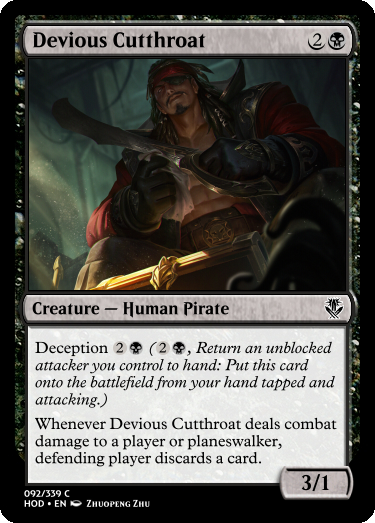 Devious Cutthroat 2
Creature — Human Pirate
Deception 2 (2, Return an unblocked
attacker you control to hand: Put this card
onto the battlefield from your hand tapped and
attacking.)
Whenever Devious Cutthroat deals combat
damage to a player or planeswalker,
defending player discards a card.
3/1
092/339 C
HOD • EN Zhuopeng Zhu